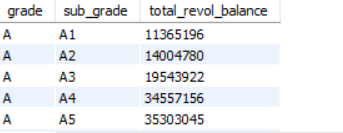 grade sub_grade total_revol_balance
A A1 11365196
A A2 14004780
A A3 19543922
A A4 34557156
A A5 35303045